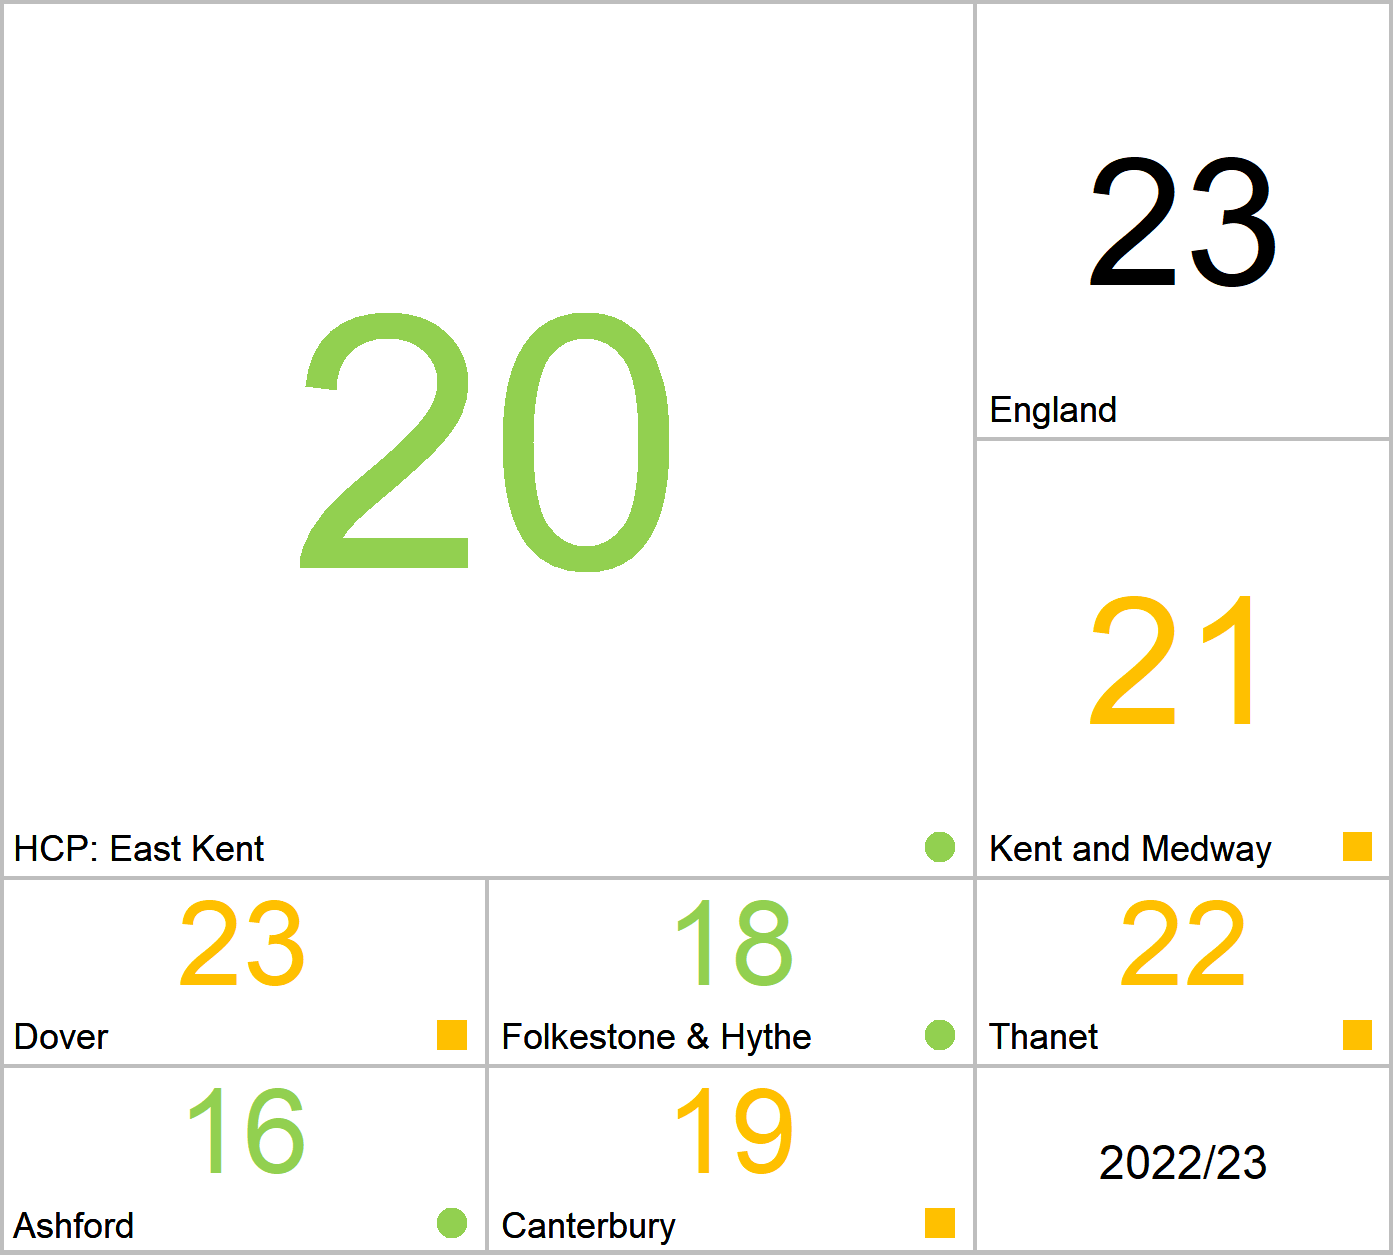 20
HCP: East Kent
23
England
21
Kent and Medway
23
Dover
18
Folkestone & Hythe
22
Thanet
16
Ashford
19
Canterbury
2022/23